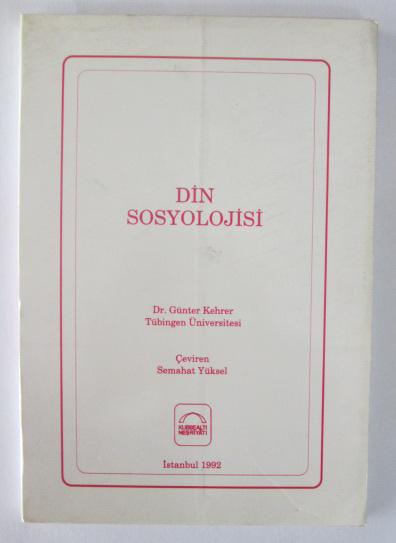 DİN
SOSYOLOJİSİ
Dr. Günter Kehrer
Tübingen Üniversitesi
Çeviren
Semahat Yüksel
KUBBEALTI
NEŞRİYATI
İstanbul 1992